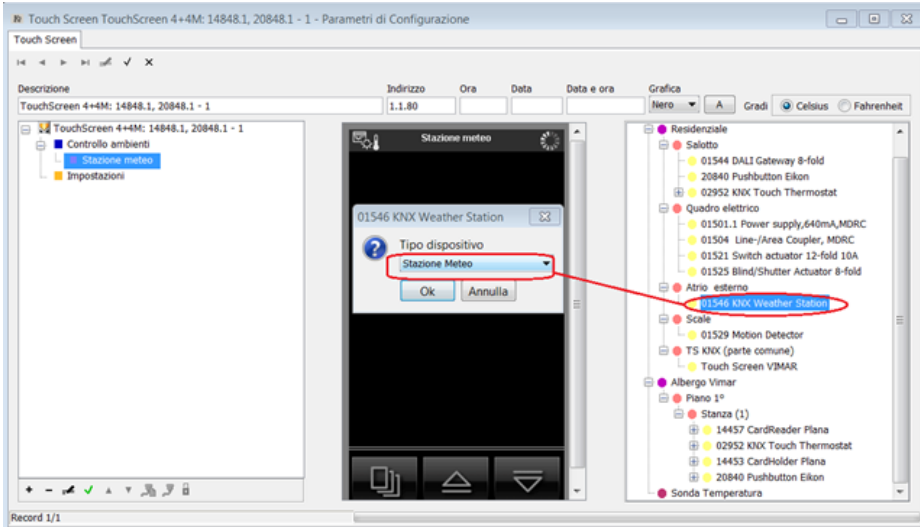 Touch Screen TouchScreen 4+4M: 14848.1, 20848.1 - 1 - Parametri di Configurazione
Touch Screen
Descrizione
Indirizzo
Ora
Data
Data e ora
Grafica
TouchScreen 4+4M: 14848.1, 20848.1 - 1
1.1.80
Nero
A
Gradi
Celsius
Fahrenheit
TouchScreen 4+4M: 14848.1, 20848.1 - 1
Controllo ambienti
Stazione meteo
Impostazioni
Stazione meteo
01546 KNX Weather Station
Tipo dispositivo
Stazione Meteo
Ok
Annulla
Residenziale
Salotto
01544 DALI Gateway 8-fold
20840 Pushbutton Eikon
02952 KNX Touch Thermostat
Quadro elettrico
01501.1 Power supply,640mA,MDRC
01504 Line-/Area Coupler, MDRC
01521 Switch actuator 12-fold 10A
01525 Blind/Shutter Actuator 8-fold
Atrio esterno
01546 KNX Weather Station
Scale
01529 Motion Detector
TS KNX (parte comune)
Touch Screen VIMAR
Albergo Vimar
Piano 1°
Stanza (1)
14457 CardReader Plana
02952 KNX Touch Thermostat
14453 CardHolder Plana
20840 Pushbutton Eikon
Sonda Temperatura
Record 1/1